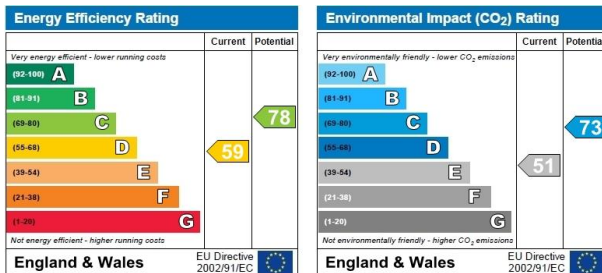 Energy Efficiency Rating
Current Potential
Very energy efficient - lower running costs
(92-100) A
(81-91) B
(69-80) C
(55-68) D
(39-54) E
(21-38) F
(1-20) G
59
78
Not energy efficient - higher running costs
England & Wales
EU Directive
2002/91/EC
Environmental Impact (CO₂) Rating
Current Potential
Very environmentally friendly - lower CO₂ emissions
(92-100) A
(81-91) B
(69-80) C
(55-68) D
(39-54) E
(21-38) F
(1-20) G
51
73
Not environmentally friendly - higher CO₂ emissions
England & Wales
EU Directive
2002/91/EC